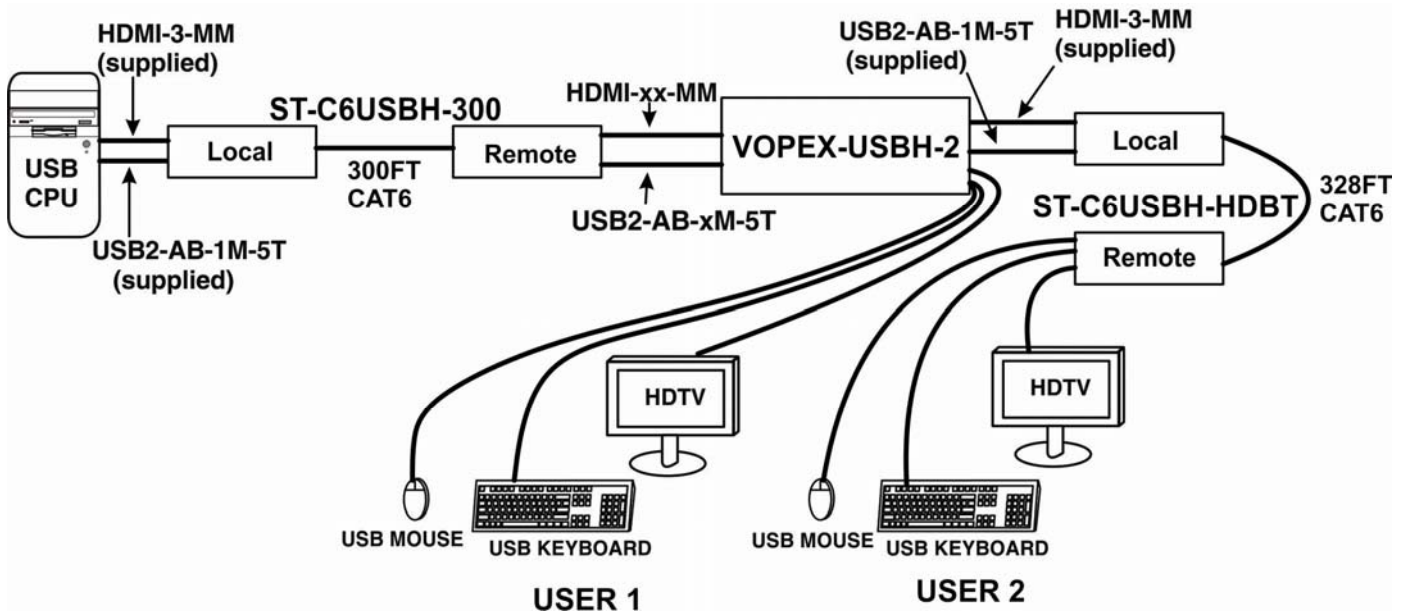 HDMI-3-MM
(supplied)
USB
CPU
USB2-AB-1M-5T
(supplied)
ST-C6USBH-300
Local
300FT
CAT6
Remote
HDMI-xx-MM
USB2-AB-xM-5T
VOPEX-USBH-2
USB2-AB-1M-5T
(supplied)
HDMI-3-MM
(supplied)
Local
328FT
CAT6
ST-C6USBH-HDBT
Remote
HDTV
USB MOUSE
USB KEYBOARD
USER 1
HDTV
USB MOUSE
USB KEYBOARD
USER 2